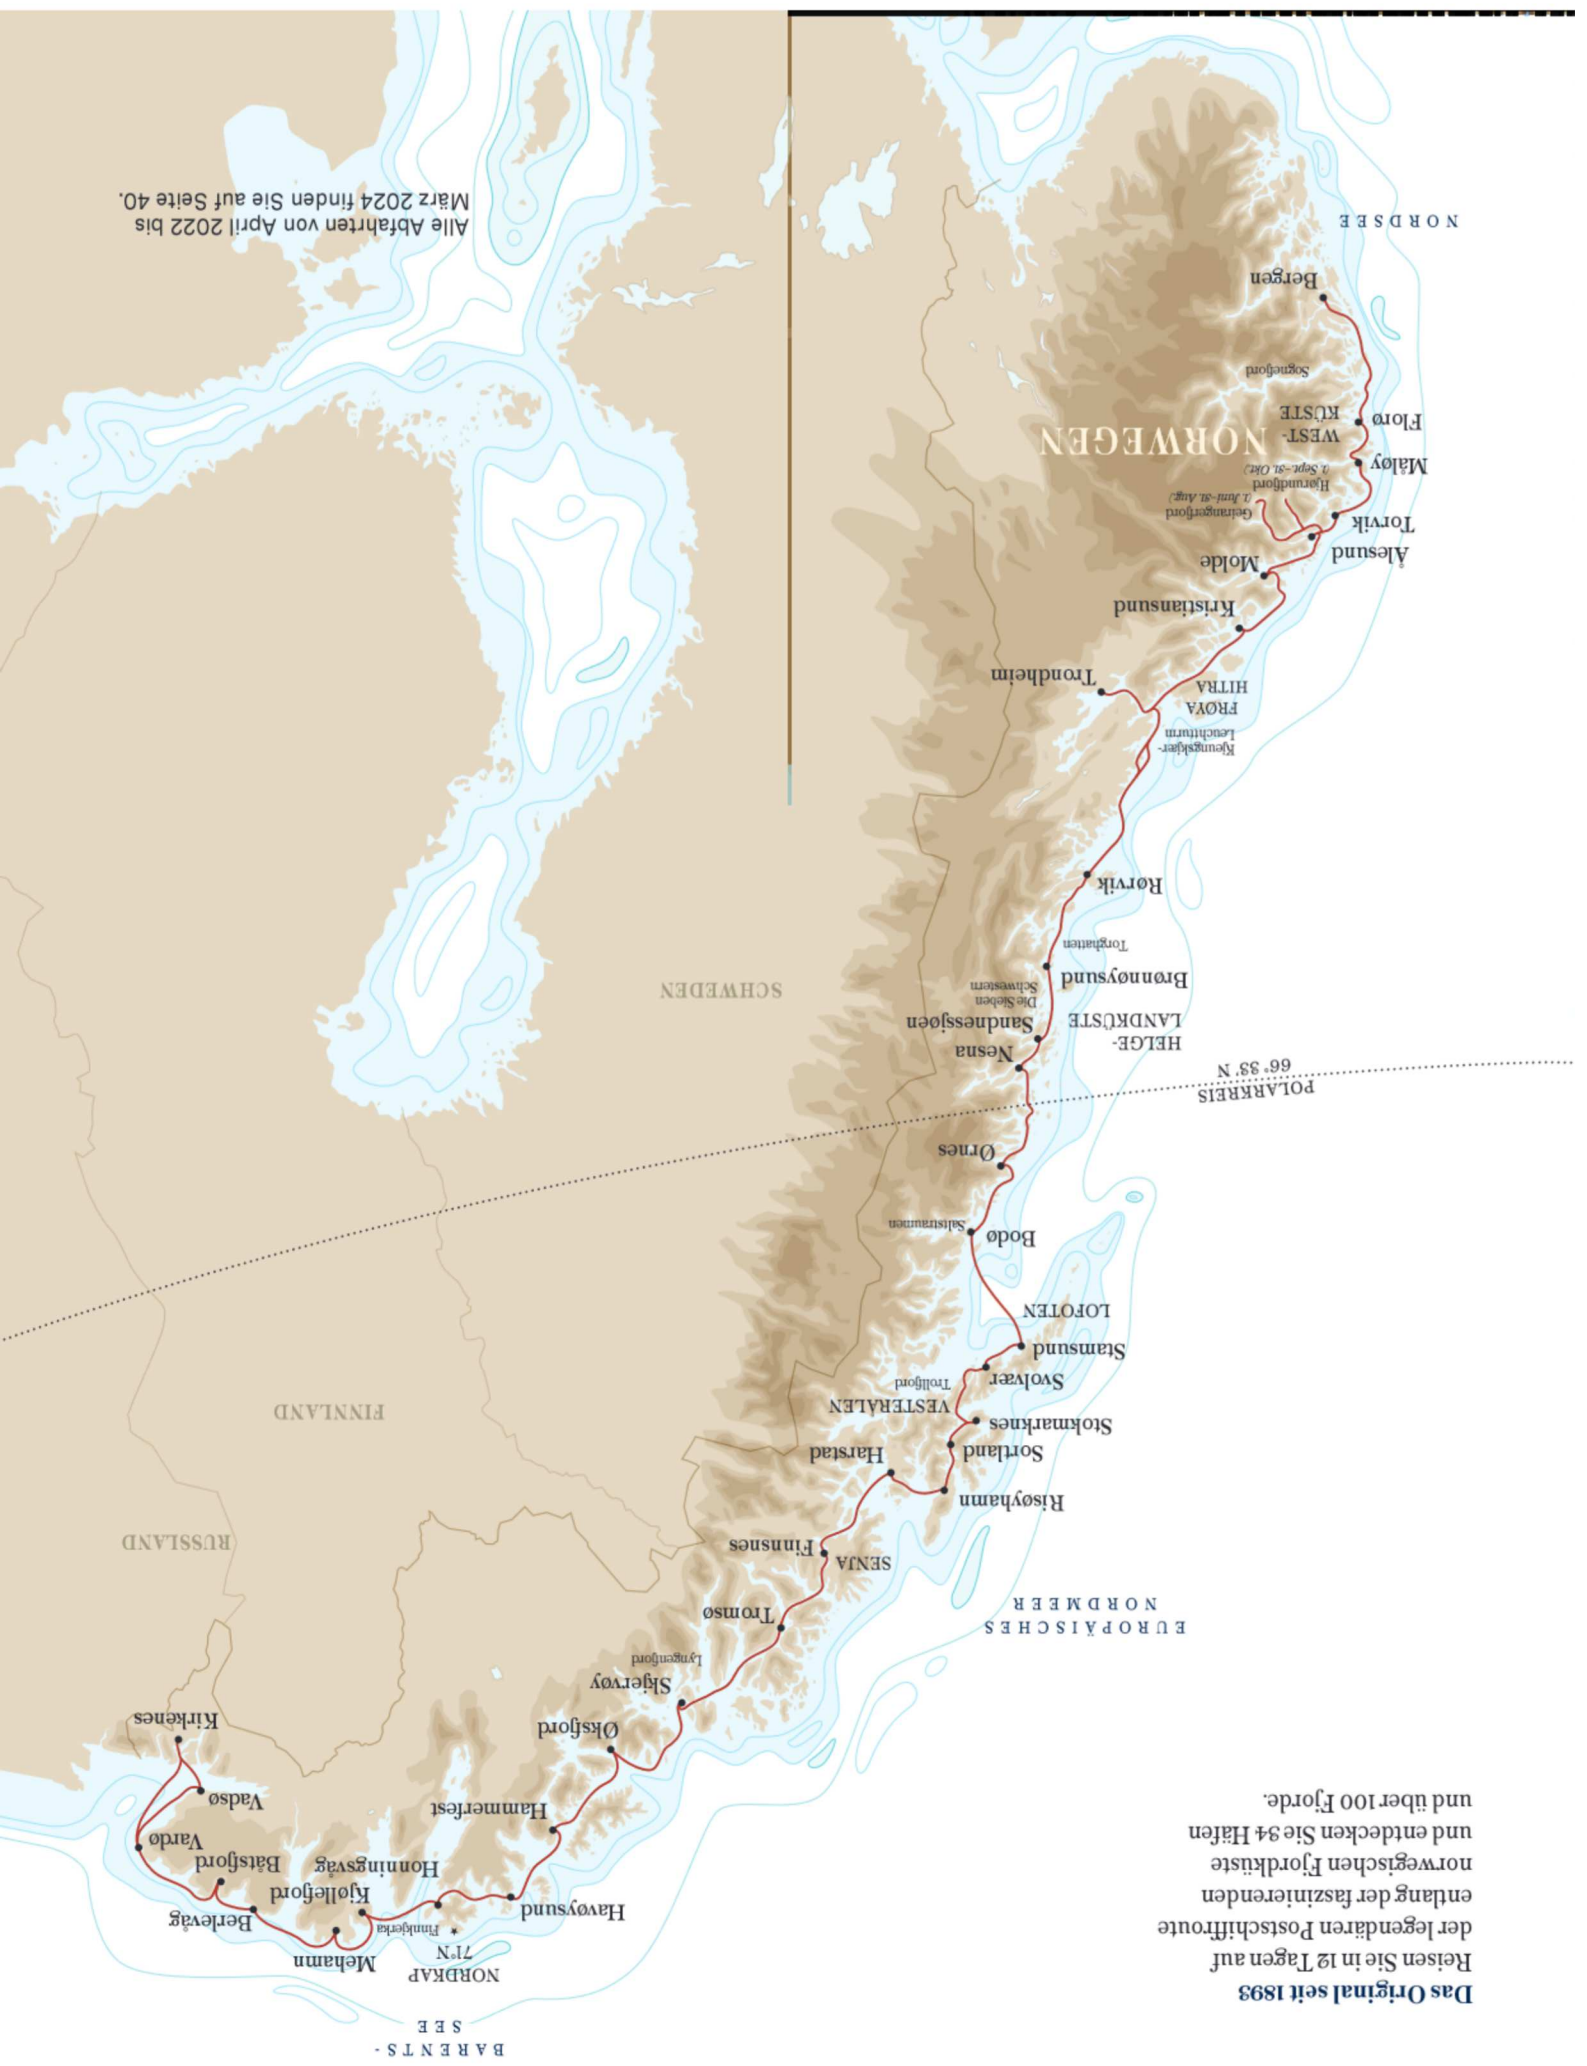 BARENTS-
SEE
Das Original seit 1893
Reisen Sie in 12 Tagen auf
der legendären Postschiffroute
entlang der faszinierenden
norwegischen Fjordküste
und entdecken Sie 34 Häfen
und über 100 Fjorde.
NORDKAP
71°N
Finnkjerka
Mehamn
Berlevåg
Kjøllefjord
Båtsfjord
Havøysund
Honningsvåg
Vardø
Vadsø
Hammerfest
Kirkenes
Øksfjord
Skjervøy
Lyngenfjord
Tromsø
EUROPÄISCHES
NORDMEER
SENJA
Finnsnes
RUSSLAND
Risøyhamn
Harstad
Sortland
Stokmarknes
VESTERÅLEN
Trollfjord
FINNLAND
Svolvær
Stamsund
LOFOTEN
Bodø
Saltstraumen
Ørnes
POLARKREIS
66° 33' N
Nesna
HELGE-
LANDKÜSTE
Sandnessjøen
Die Sieben
Schwestern
SCHWEDEN
Brønnøysund
Torghatten
Rørvik
Kjeungskjær-
Leuchtturm
FRØYA
HITRA
Trondheim
Kristiansund
Molde
Ålesund
Torvik
Geirangerfjord
(1. Juni–31. Aug.)
Hjørundfjord
(1. Sept.–31. Okt.)
Måløy
NORWEGEN
WEST-
KÜSTE
Florø
Sognefjord
Bergen
NORDSEE
Alle Abfahrten von April 2022 bis
März 2024 finden Sie auf Seite 40.